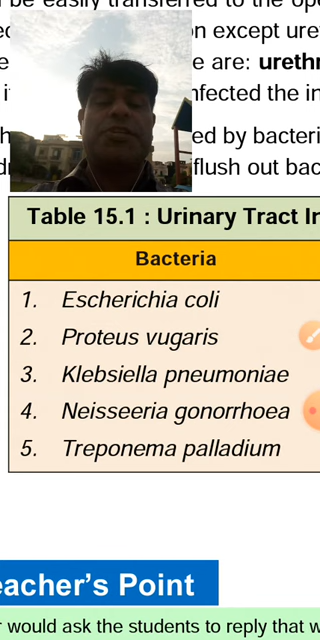 be easily transferred to the ope
n except ure
e are: urethr
nfected the in
ed by bacteri
flush out bac
Table 15.1 : Urinary Tract In
Bacteria
1. Escherichia coli
2. Proteus vugaris
3. Klebsiella pneumoniae
4. Neisseeria gonorrhoea
5. Treponema palladium
eacher's Point
would ask the students to reply that w